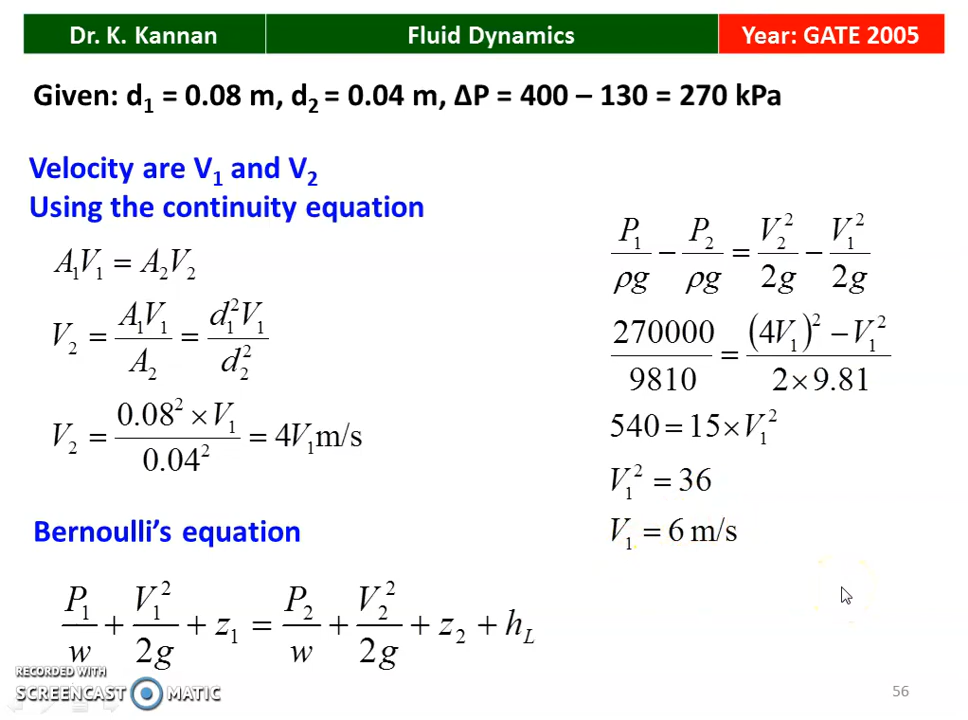 Dr. K. Kannan
Fluid Dynamics
Year: GATE 2005
Given: d₁ = 0.08 m, d₂ = 0.04 m, ΔP = 400 – 130 = 270 kPa
Velocity are V₁ and V₂
Using the continuity equation
A₁V₁ = A₂V₂
V₂ = A₁V₁ / A₂ = d₁²V₁ / d₂²
V₂ = 0.08² × V₁ / 0.04² = 4V₁ m/s
Bernoulli's equation
P₁/w + V₁²/2g + z₁ = P₂/w + V₂²/2g + z₂ + h_L
P₁/ρg − P₂/ρg = V₂²/2g − V₁²/2g
270000/9810 = ((4V₁)² − V₁²) / (2 × 9.81)
540 = 15 × V₁²
V₁² = 36
V₁ = 6 m/s
RECORDED WITH
SCREENCAST MATIC
56